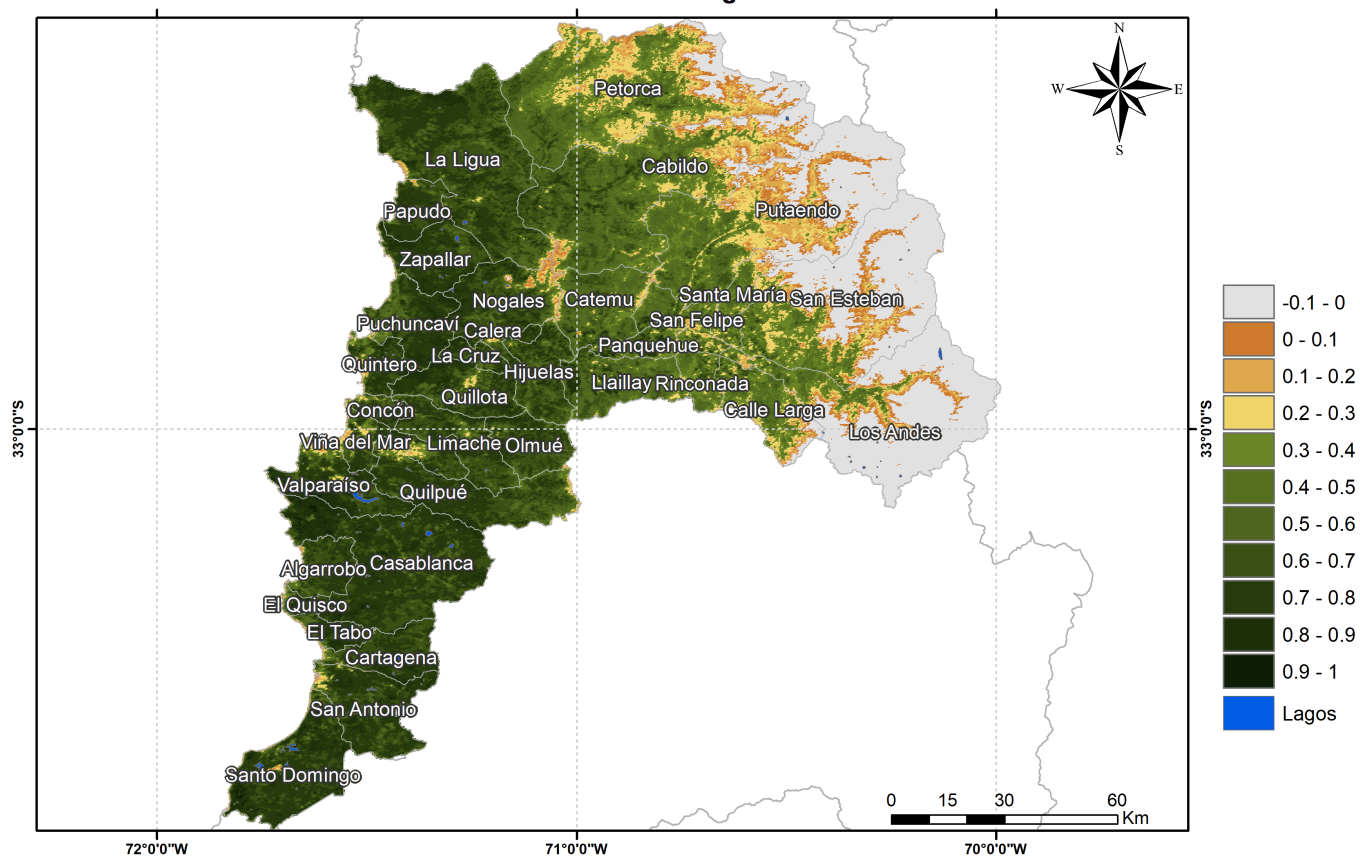 g
N
W
E
S
Petorca
La Ligua
Cabildo
Papudo
Putaendo
Zapallar
Nogales
Catemu
Santa María
San Esteban
Puchuncaví
Calera
San Felipe
La Cruz
Panquehue
Quintero
Hijuelas
Quillota
Llaillay
Rinconada
Concón
Calle Larga
Viña del Mar
Limache
Olmué
Los Andes
Valparaíso
Quilpué
Algarrobo
Casablanca
El Quisco
El Tabo
Cartagena
San Antonio
Santo Domingo
33°0'0"S
33°0'0"S
72°0'0"W
71°0'0"W
70°0'0"W
0 15 30 60
Km
-0.1 - 0
0 - 0.1
0.1 - 0.2
0.2 - 0.3
0.3 - 0.4
0.4 - 0.5
0.5 - 0.6
0.6 - 0.7
0.7 - 0.8
0.8 - 0.9
0.9 - 1
Lagos